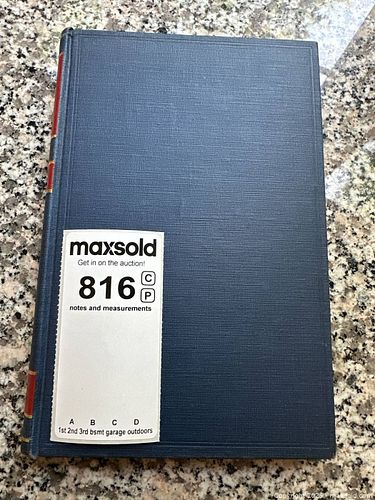 maxsold
Get in on the auction!
816 C
P
notes and measurements
A B C D
1st 2nd 3rd bsmt garage outdoors